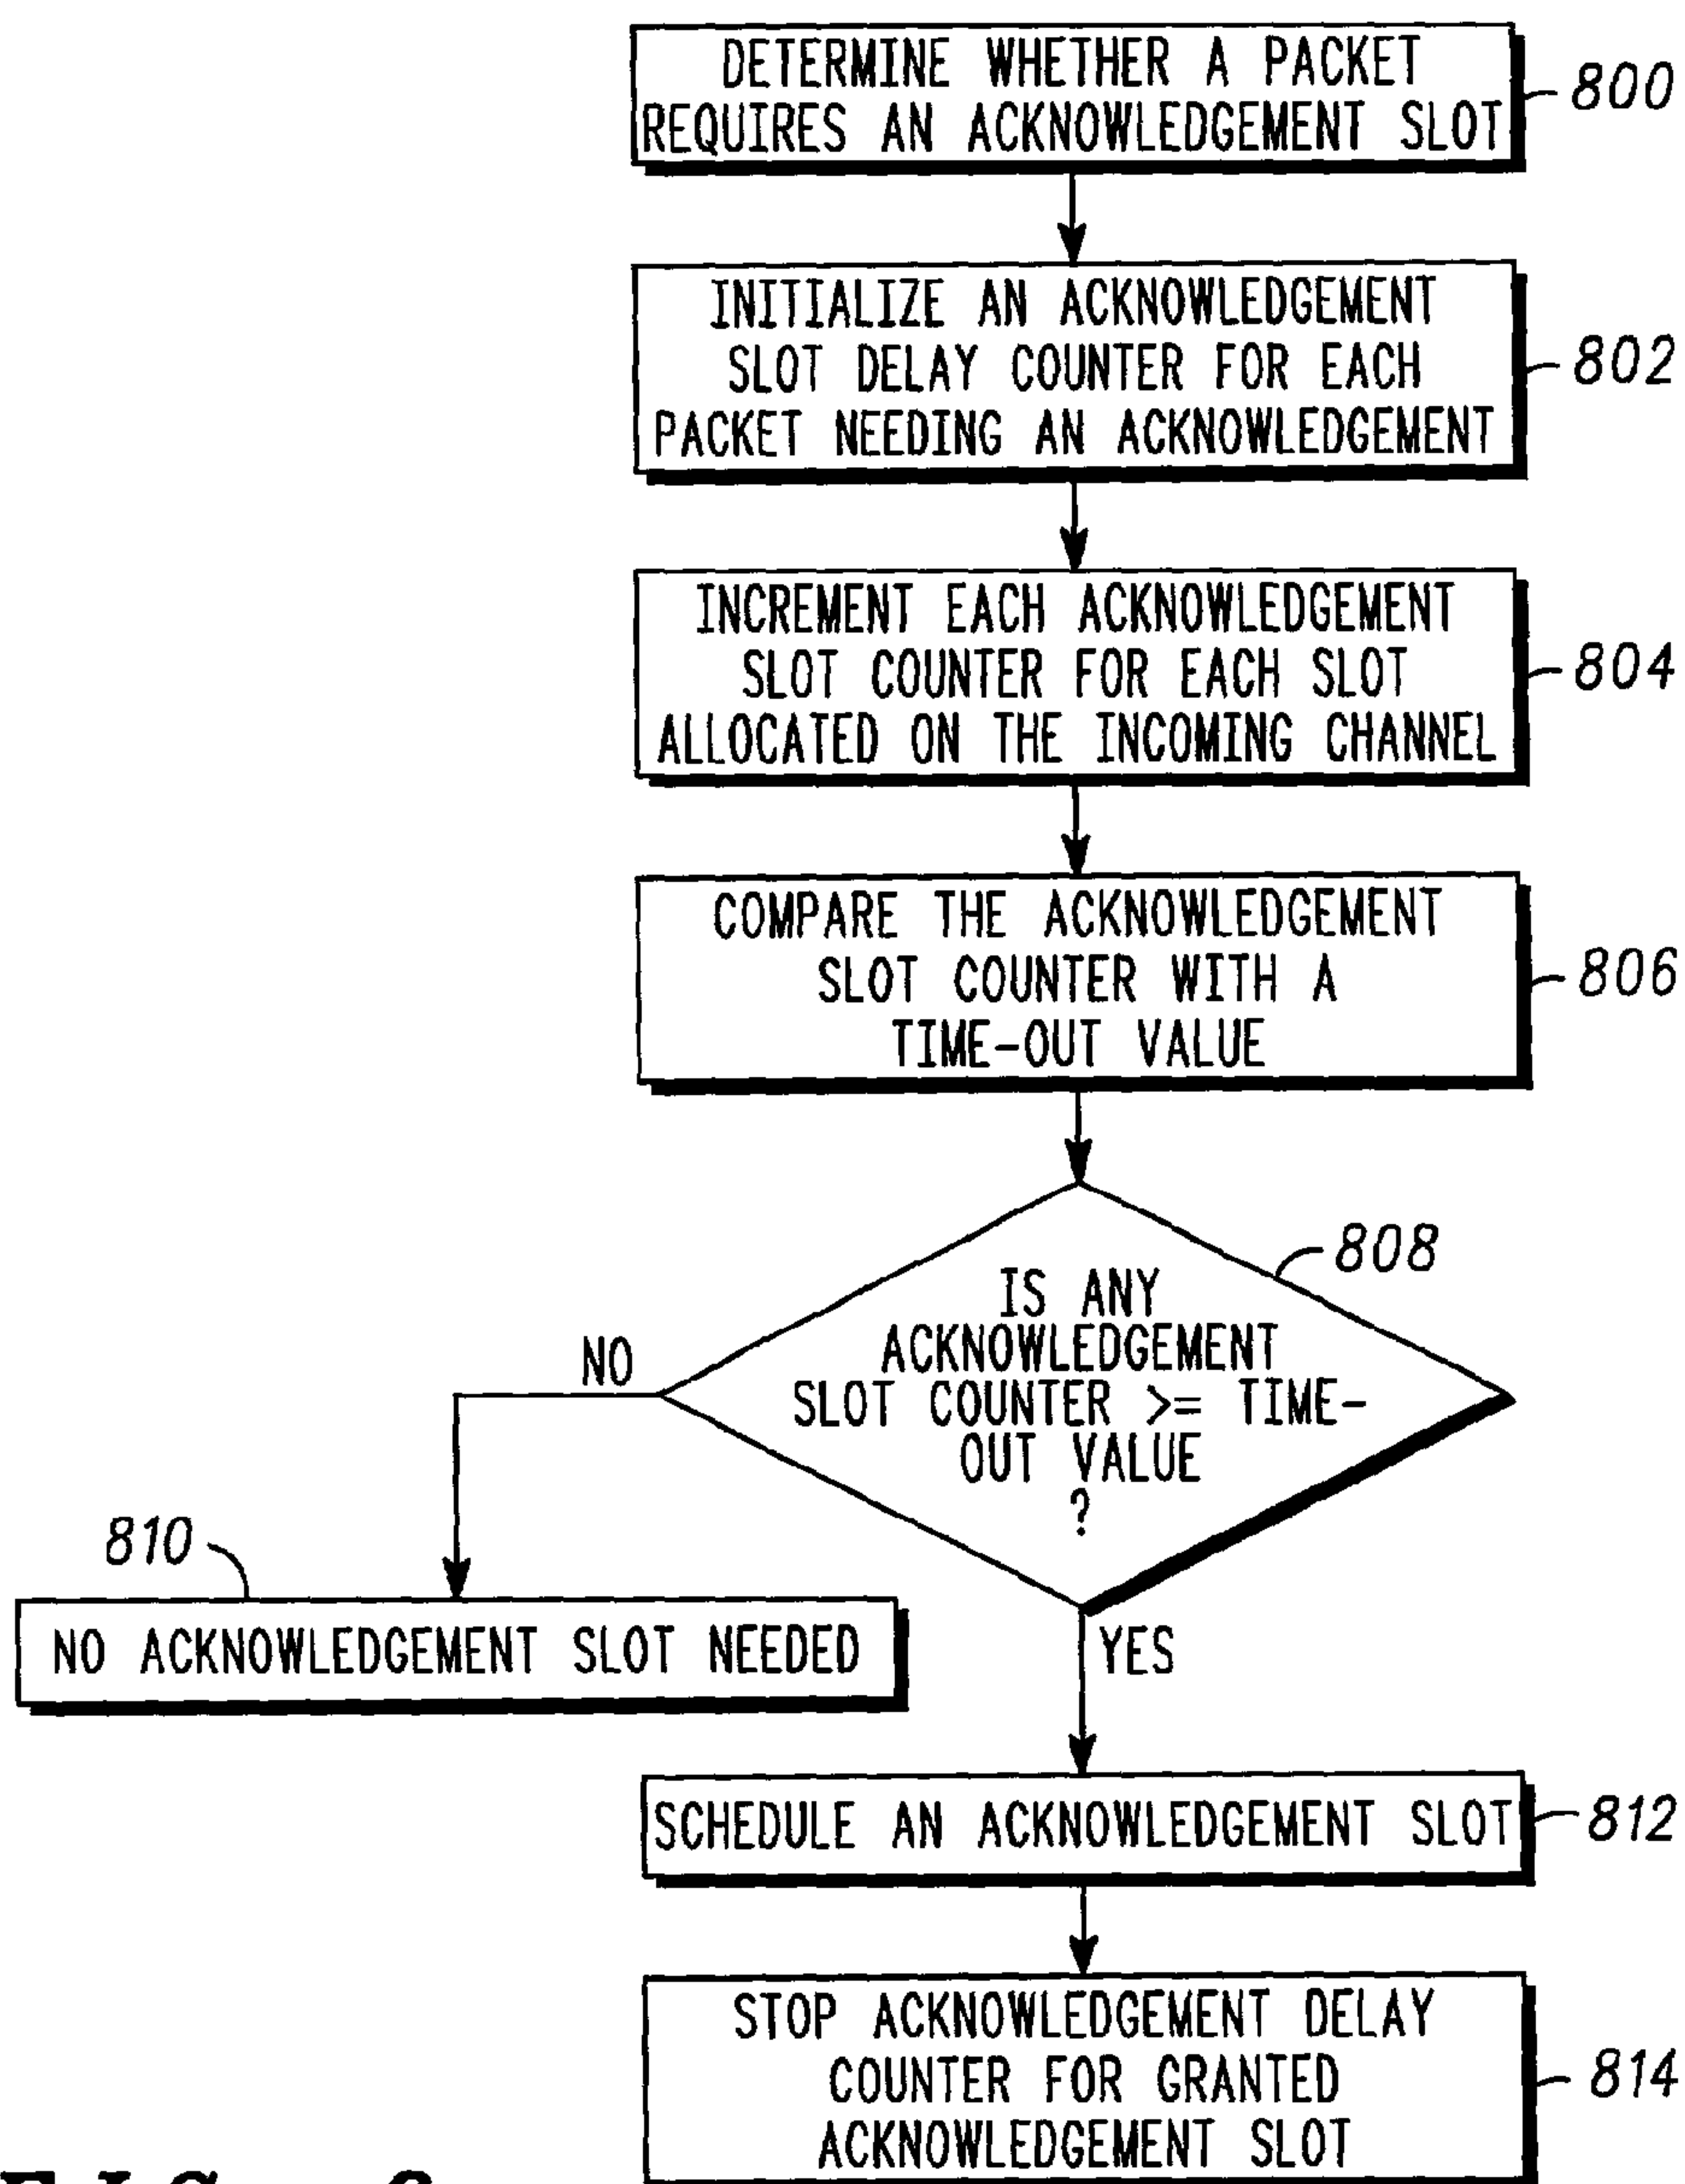 DETERMINE WHETHER A PACKET
REQUIRES AN ACKNOWLEDGEMENT SLOT
800
INITIALIZE AN ACKNOWLEDGEMENT
SLOT DELAY COUNTER FOR EACH
PACKET NEEDING AN ACKNOWLEDGEMENT
802
INCREMENT EACH ACKNOWLEDGEMENT
SLOT COUNTER FOR EACH SLOT
ALLOCATED ON THE INCOMING CHANNEL
804
COMPARE THE ACKNOWLEDGEMENT
SLOT COUNTER WITH A
TIME-OUT VALUE
806
808
IS ANY
ACKNOWLEDGEMENT
SLOT COUNTER >= TIME-
OUT VALUE
?
NO
810
NO ACKNOWLEDGEMENT SLOT NEEDED
YES
SCHEDULE AN ACKNOWLEDGEMENT SLOT
812
STOP ACKNOWLEDGEMENT DELAY
COUNTER FOR GRANTED
ACKNOWLEDGEMENT SLOT
814